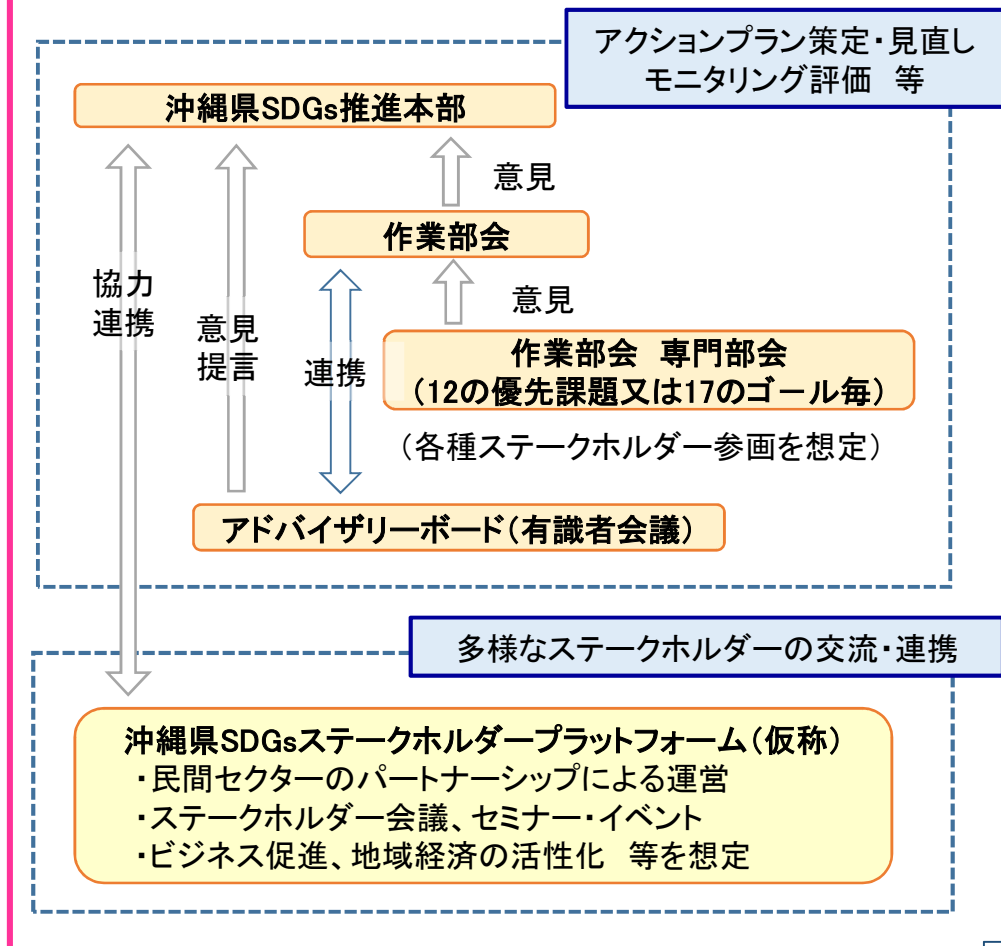 アクションプラン策定・見直し
モニタリング評価　等
沖縄県SDGs推進本部
意見
作業部会
協力
連携
意見
提言
連携
意見
作業部会　専門部会
（12の優先課題又は17のゴール毎）
（各種ステークホルダー参画を想定）
アドバイザリーボード（有識者会議）
多様なステークホルダーの交流・連携
沖縄県SDGsステークホルダープラットフォーム（仮称）
・民間セクターのパートナーシップによる運営
・ステークホルダー会議、セミナー・イベント
・ビジネス促進、地域経済の活性化　等を想定